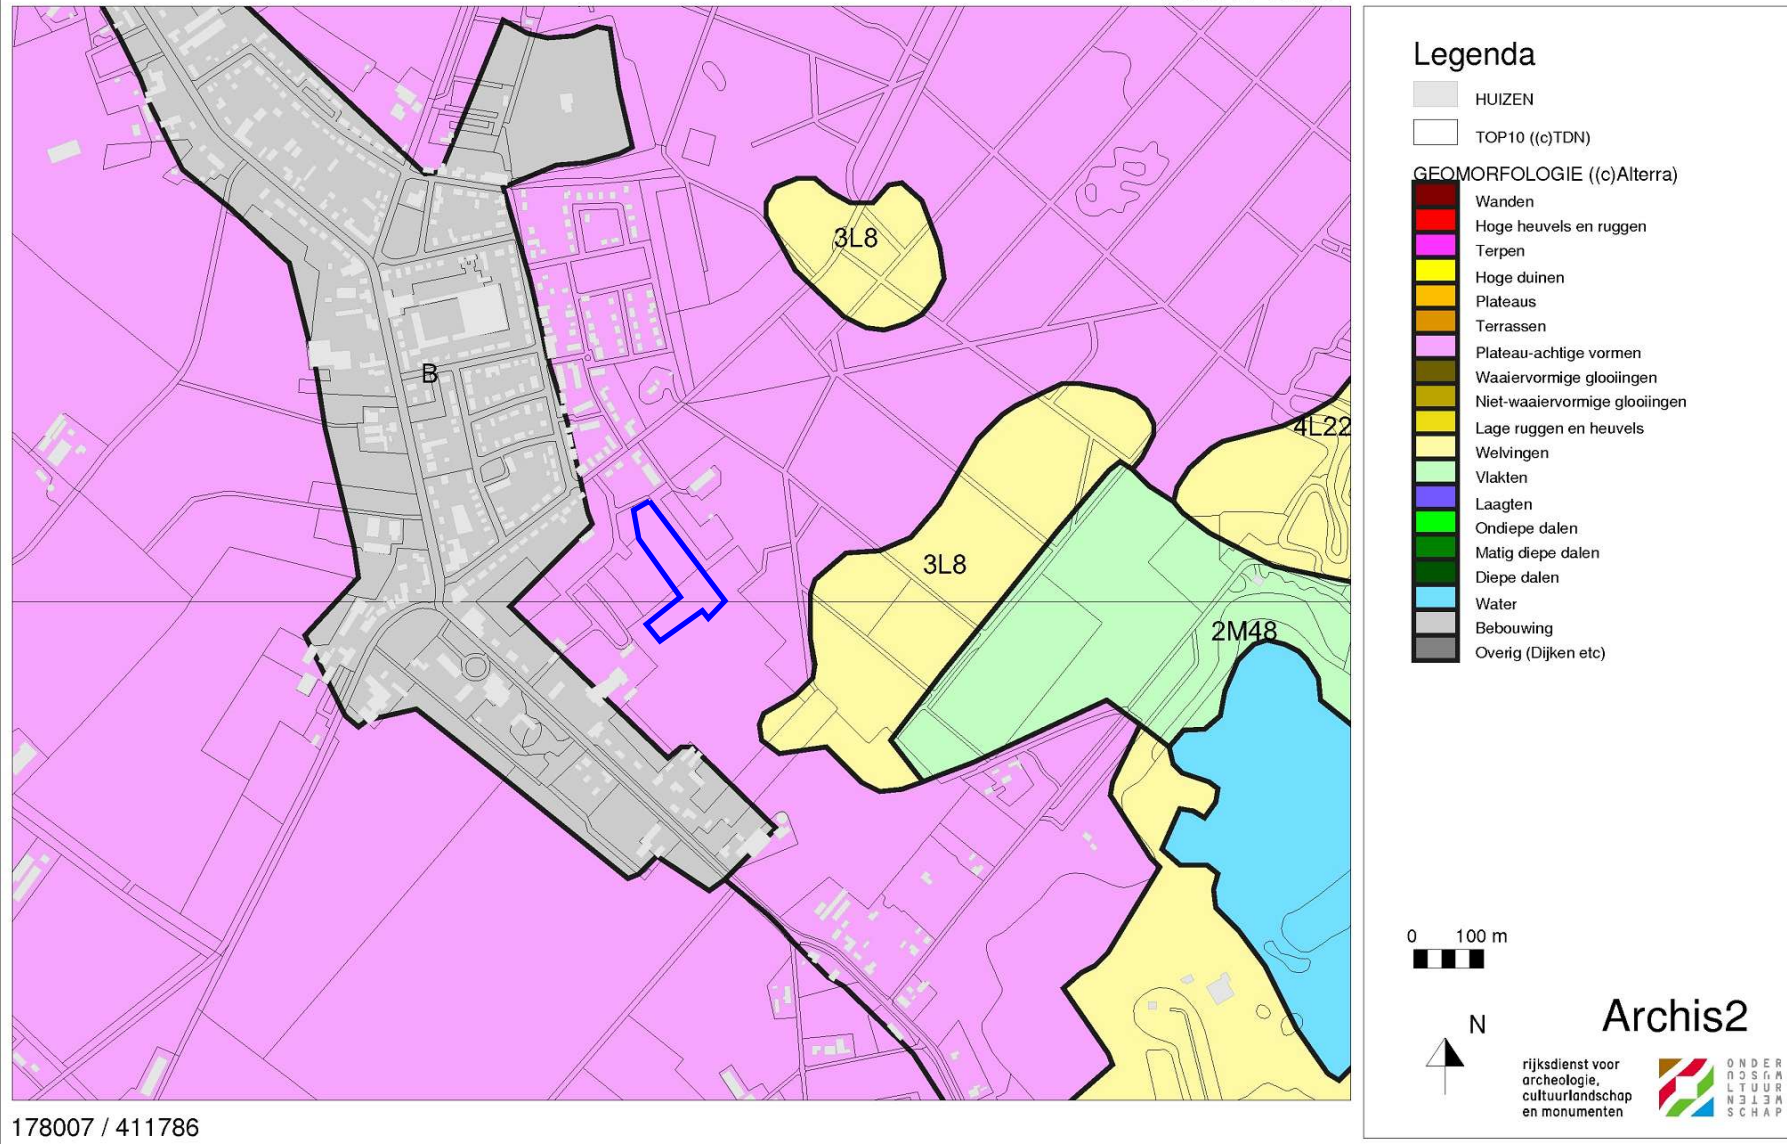 3L8
B
4L22
3L8
2M48
178007 / 411786
Legenda
HUIZEN
TOP10 ((c)TDN)
GEOMORFOLOGIE ((c)Alterra)
Wanden
Hoge heuvels en ruggen
Terpen
Hoge duinen
Plateaus
Terrassen
Plateau-achtige vormen
Waaiervormige glooiingen
Niet-waaiervormige glooiingen
Lage ruggen en heuvels
Welvingen
Vlakten
Laagten
Ondiepe dalen
Matig diepe dalen
Diepe dalen
Water
Bebouwing
Overig (Dijken etc)
0 100 m
N
Archis2
rijksdienst voor
archeologie,
cultuurlandschap
en monumenten
ONDER
LTUUR
SCHAP